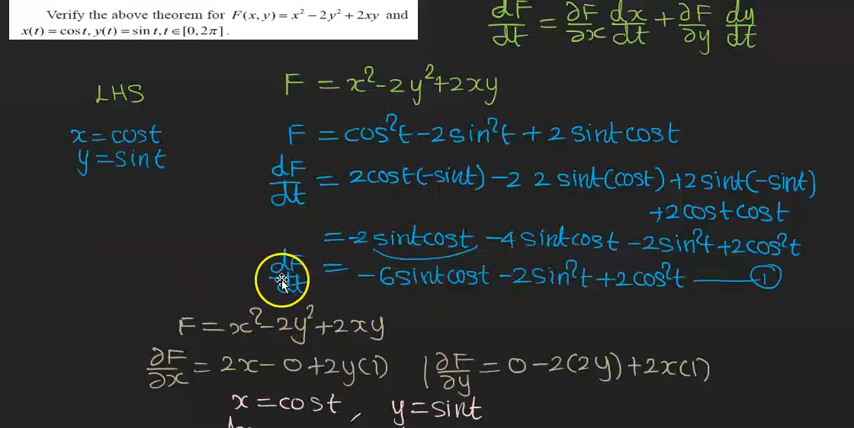 Verify the above theorem for F(x, y) = x² − 2y² + 2xy and
x(t) = cos t, y(t) = sin t, t ∈ [0, 2π].
dF/dt = ∂F/∂x dx/dt + ∂F/∂y dy/dt
LHS
F = x²-2y²+2xy
x = cost
y = sint
F = cos²t - 2sin²t + 2 sint cost
dF/dt = 2cost(-sint) - 2 2 sint(cost) + 2sint(-sint)
+2cost cost
= -2 sintcost - 4 sintcost - 2sin²t + 2cos²t
dF/dt = -6sintcost - 2sin²t + 2cos²t —— ①
F = x²-2y²+2xy
∂F/∂x = 2x - 0 + 2y(1) | ∂F/∂y = 0 - 2(2y) + 2x(1)
x = cost, y = sint